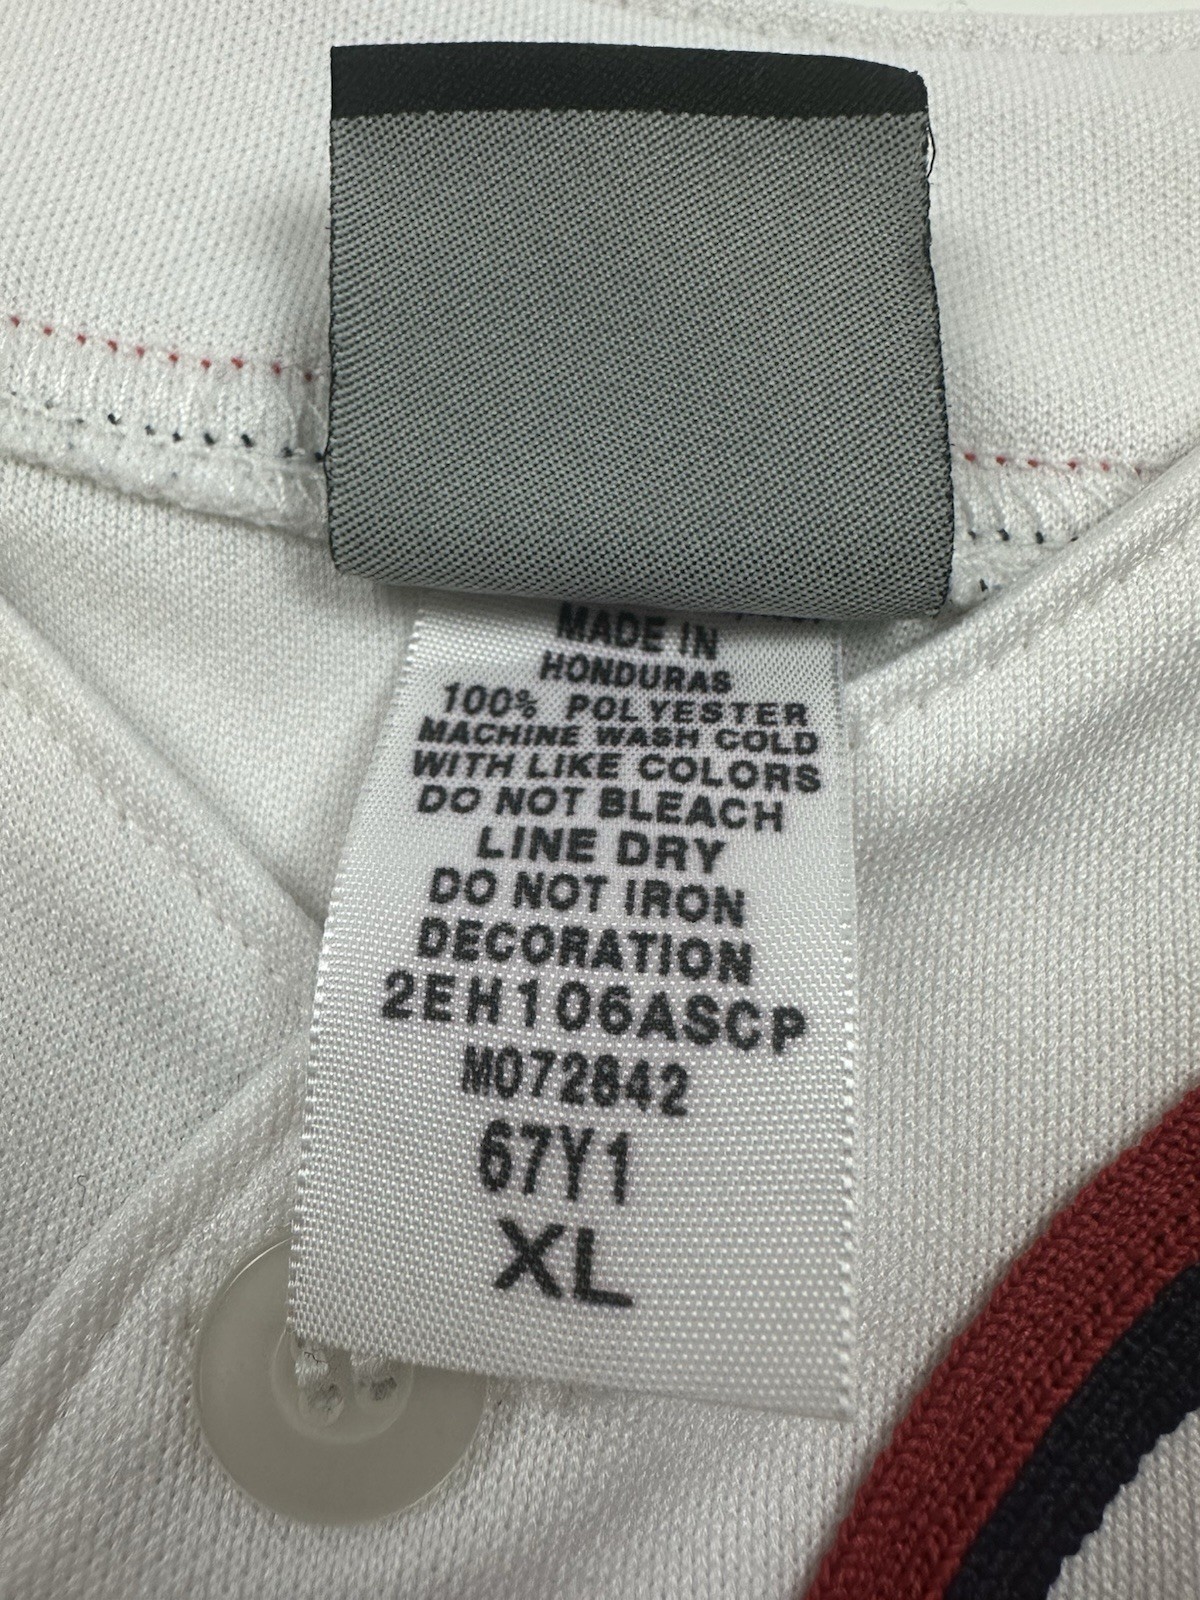 MADE IN
HONDURAS
100% POLYESTER
MACHINE WASH COLD
WITH LIKE COLORS
DO NOT BLEACH
LINE DRY
DO NOT IRON
DECORATION
2EH106ASCP
M072842
67Y1
XL